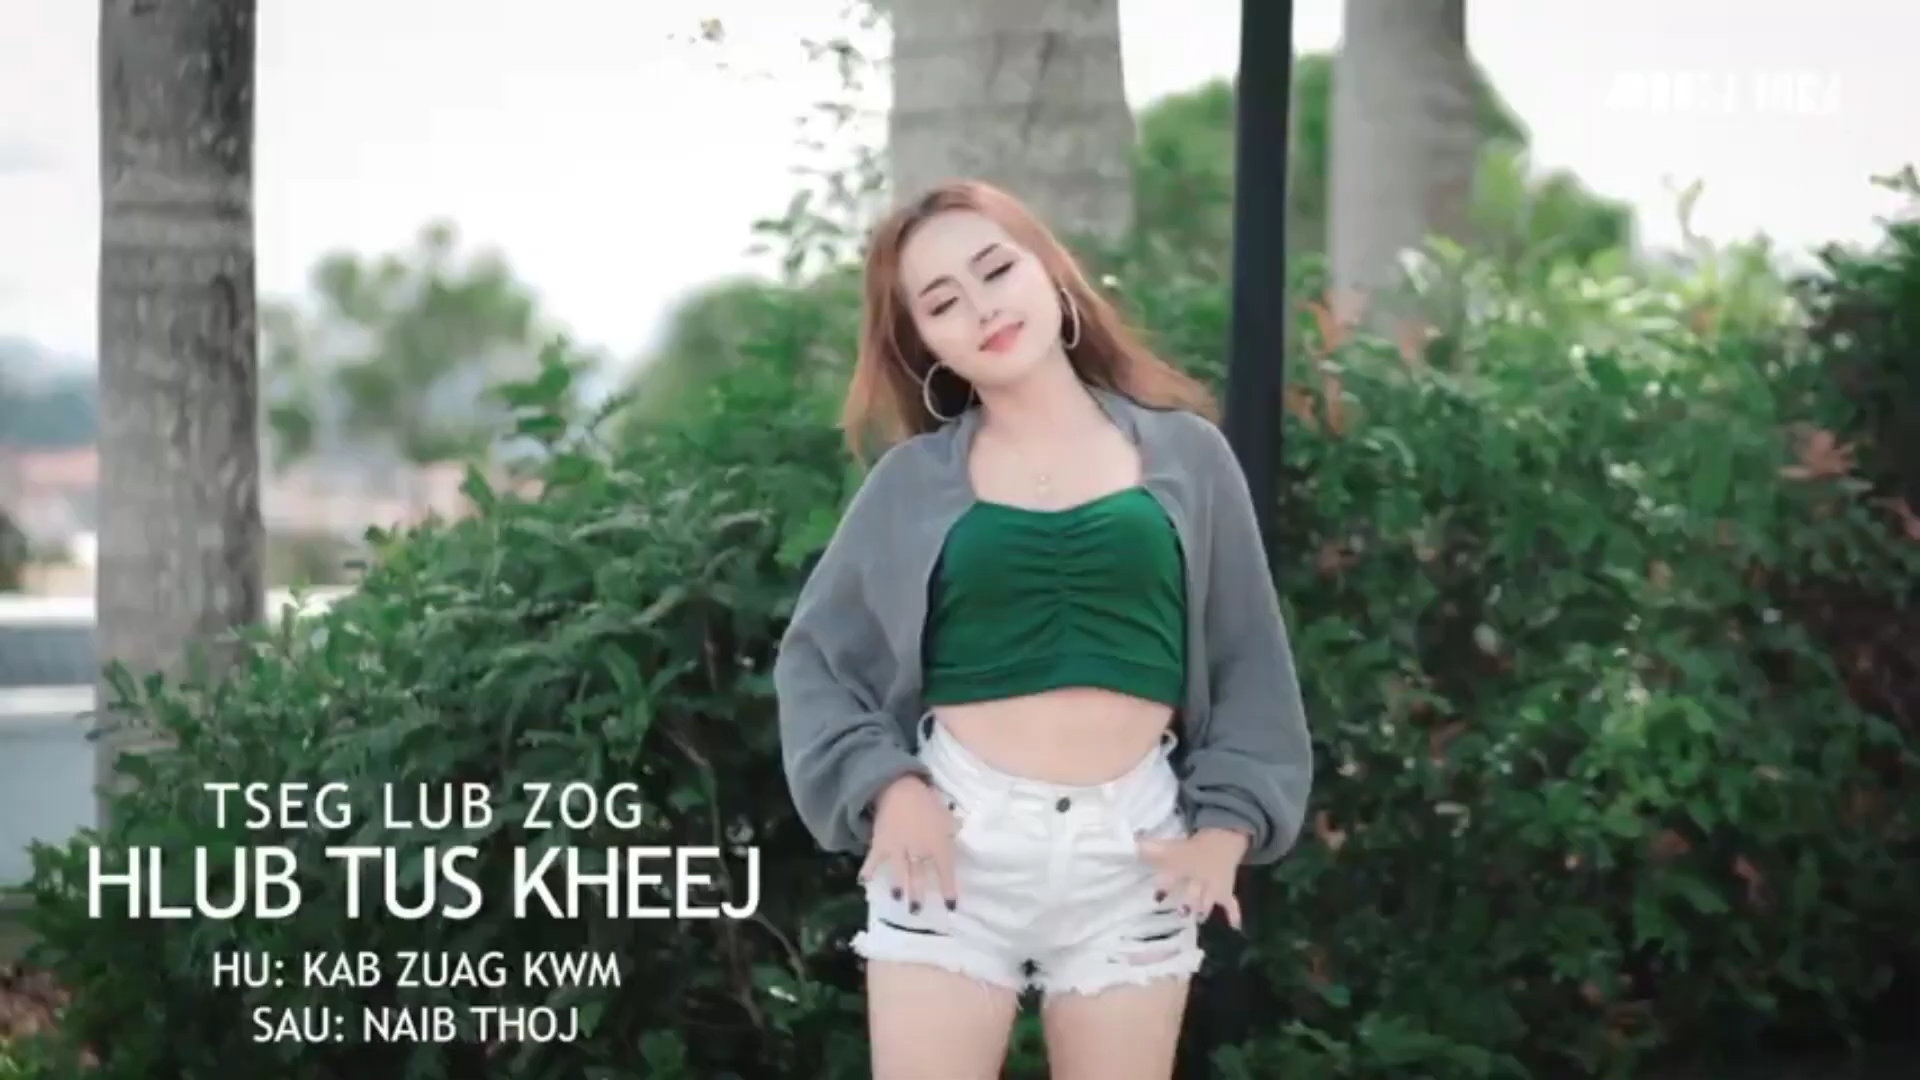 TSEG LUB ZOG
HLUB TUS KHEEJ
HU: KAB ZUAG KWM
SAU: NAIB THOJ